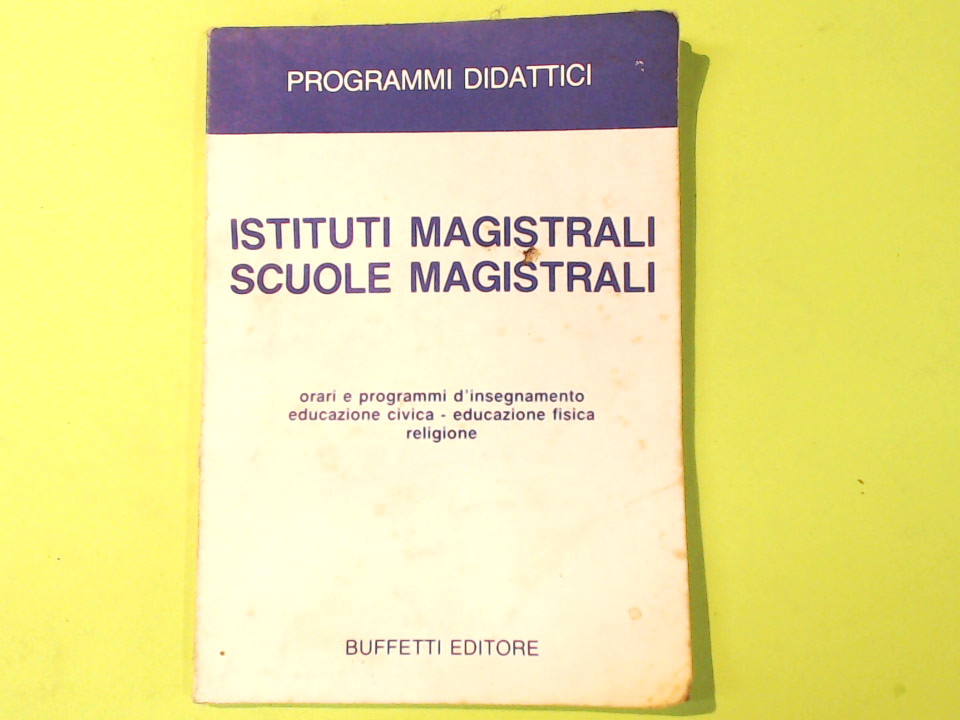 PROGRAMMI DIDATTICI
ISTITUTI MAGISTRALI
SCUOLE MAGISTRALI
orari e programmi d'insegnamento
educazione civica - educazione fisica
religione
BUFFETTI EDITORE